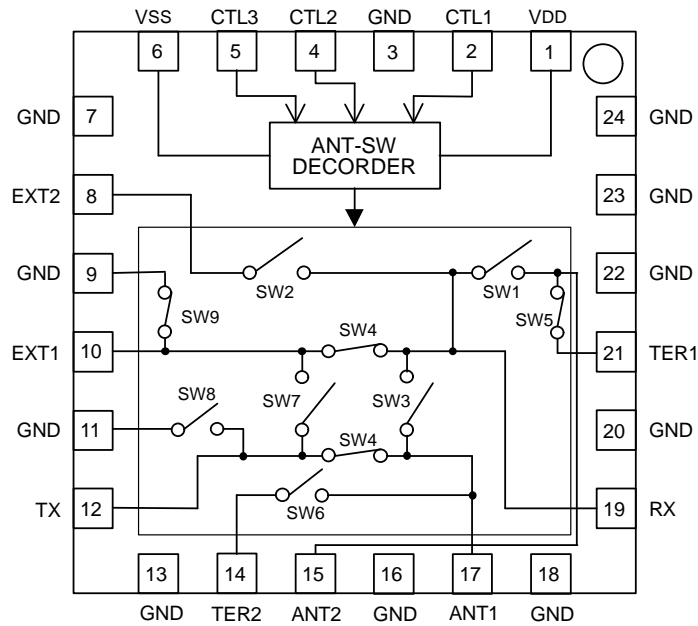 VSS CTL3 CTL2 GND CTL1 VDD
6 5 4 3 2 1
GND 7 24 GND
ANT-SW
DECORDER
EXT2 8 23 GND
GND 9 22 GND
SW2 SW1
SW9 SW5
EXT1 10 SW4 21 TER1
SW8 SW7 SW3
GND 11 20 GND
SW4
TX 12 19 RX
SW6
13 14 15 16 17 18
GND TER2 ANT2 GND ANT1 GND